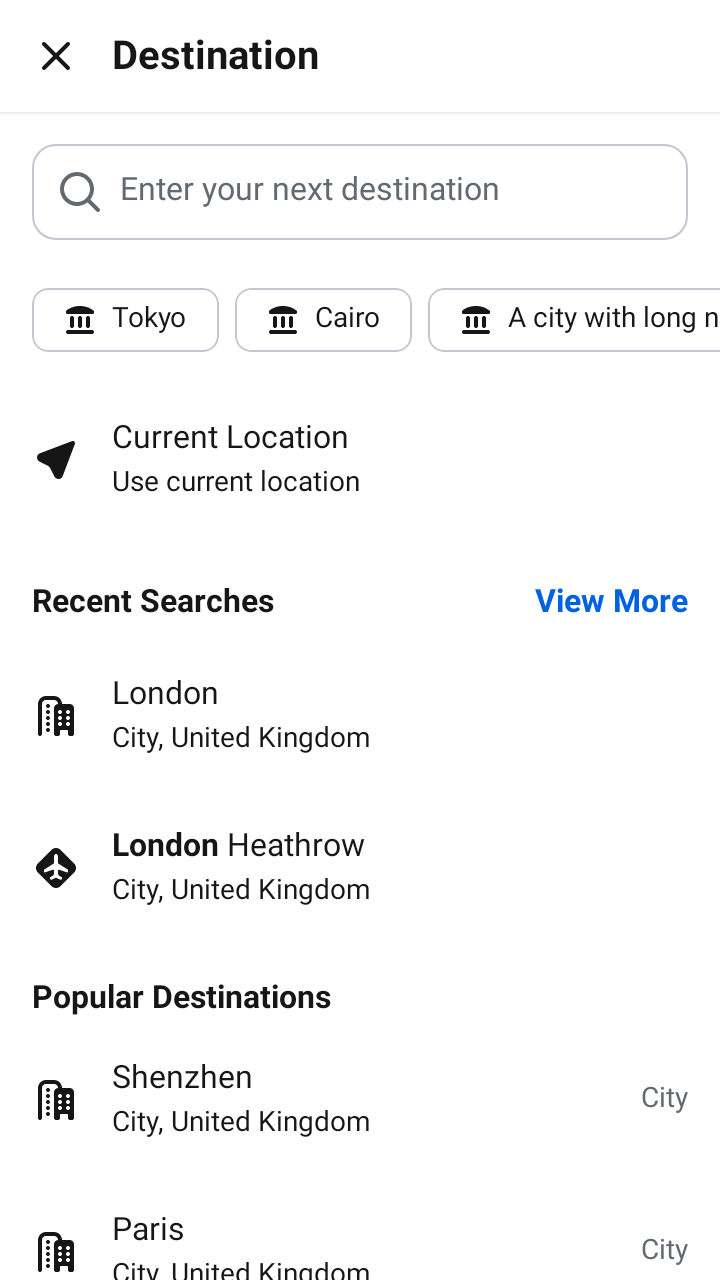 Destination
Enter your next destination
Tokyo
Cairo
A city with long n
Current Location
Use current location
Recent Searches
View More
London
City, United Kingdom
London Heathrow
City, United Kingdom
Popular Destinations
Shenzhen
City, United Kingdom
City
Paris
City, United Kingdom
City